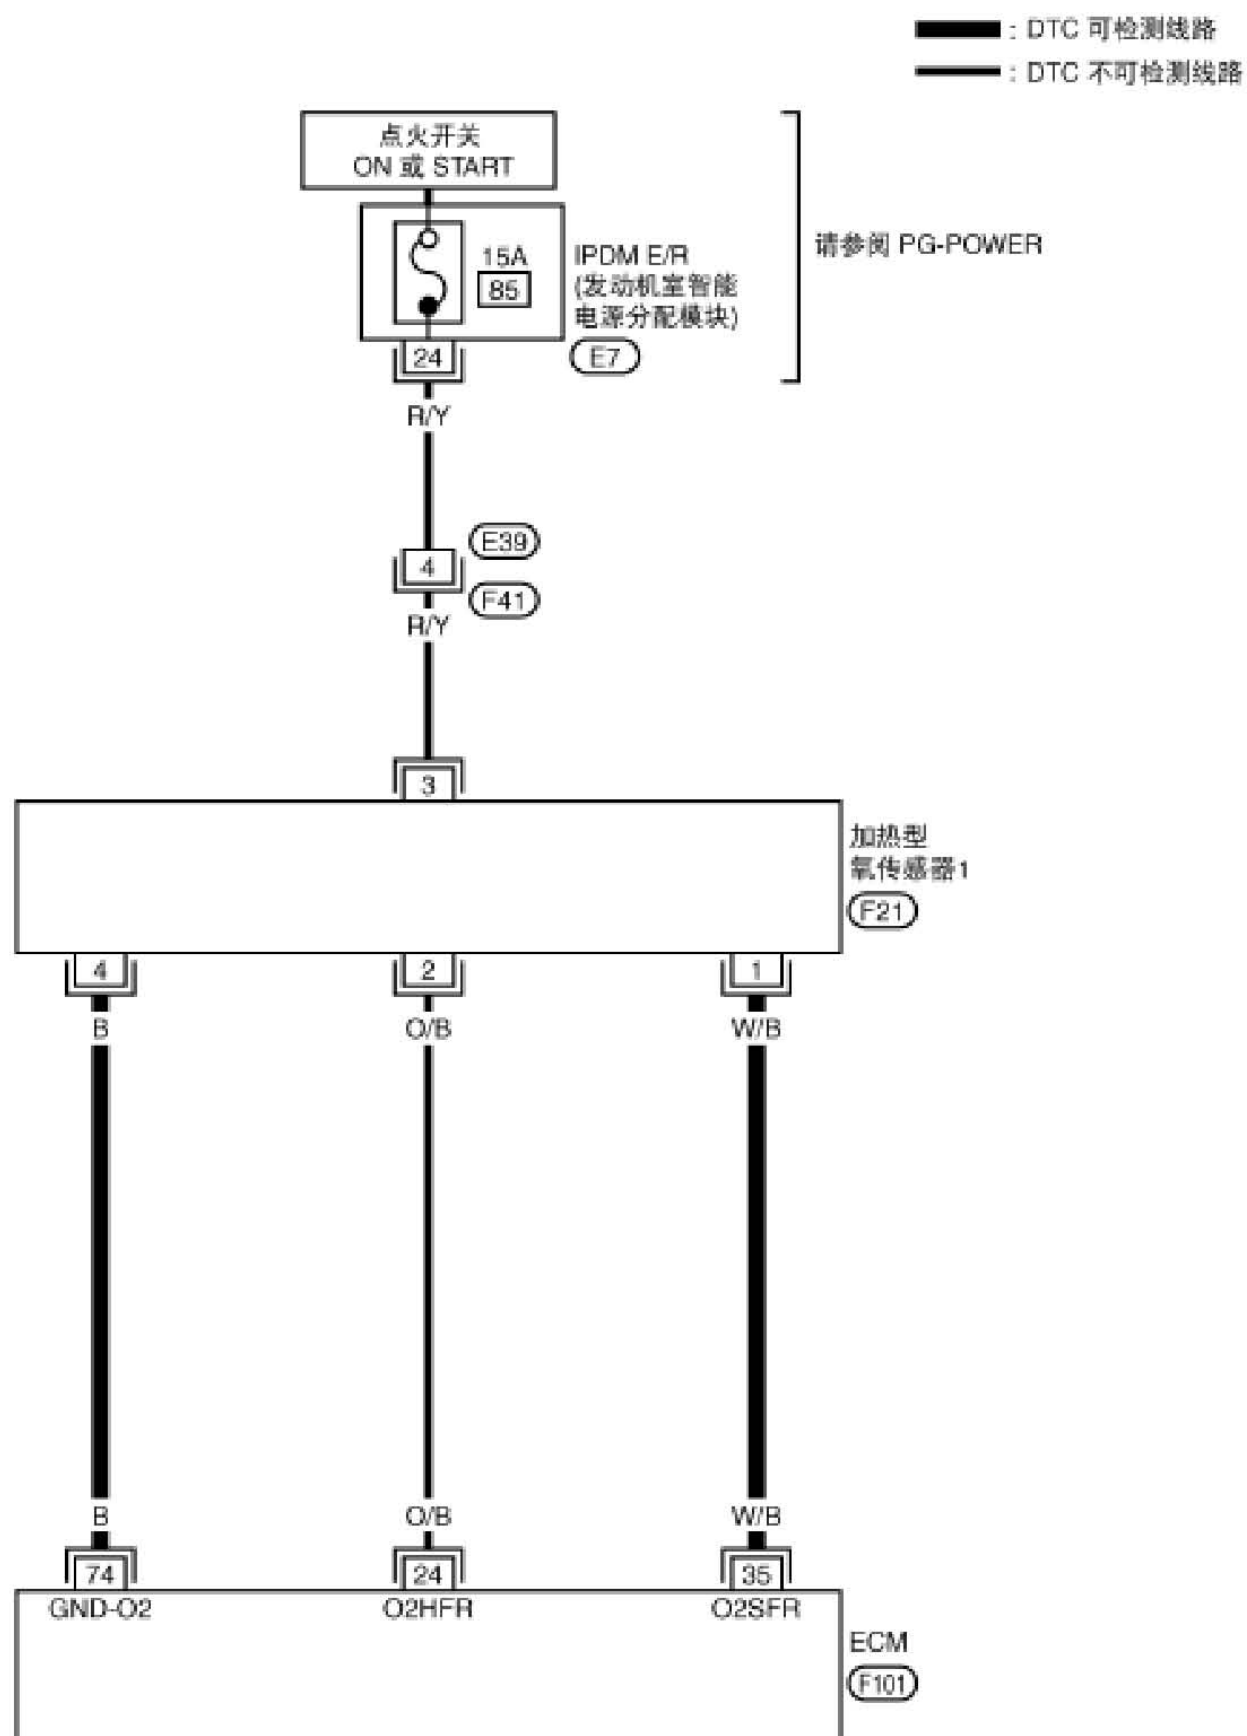 : DTC 可检测线路
: DTC 不可检测线路
点火开关
ON 或 START
15A
85
IPDM E/R
(发动机室智能
电源分配模块)
E7
请参阅 PG-POWER
24
R/Y
E39
4
F41
R/Y
3
加热型
氧传感器1
F21
4 2 1
B O/B W/B
B O/B W/B
74 24 35
GND-O2 O2HFR O2SFR
ECM
F101